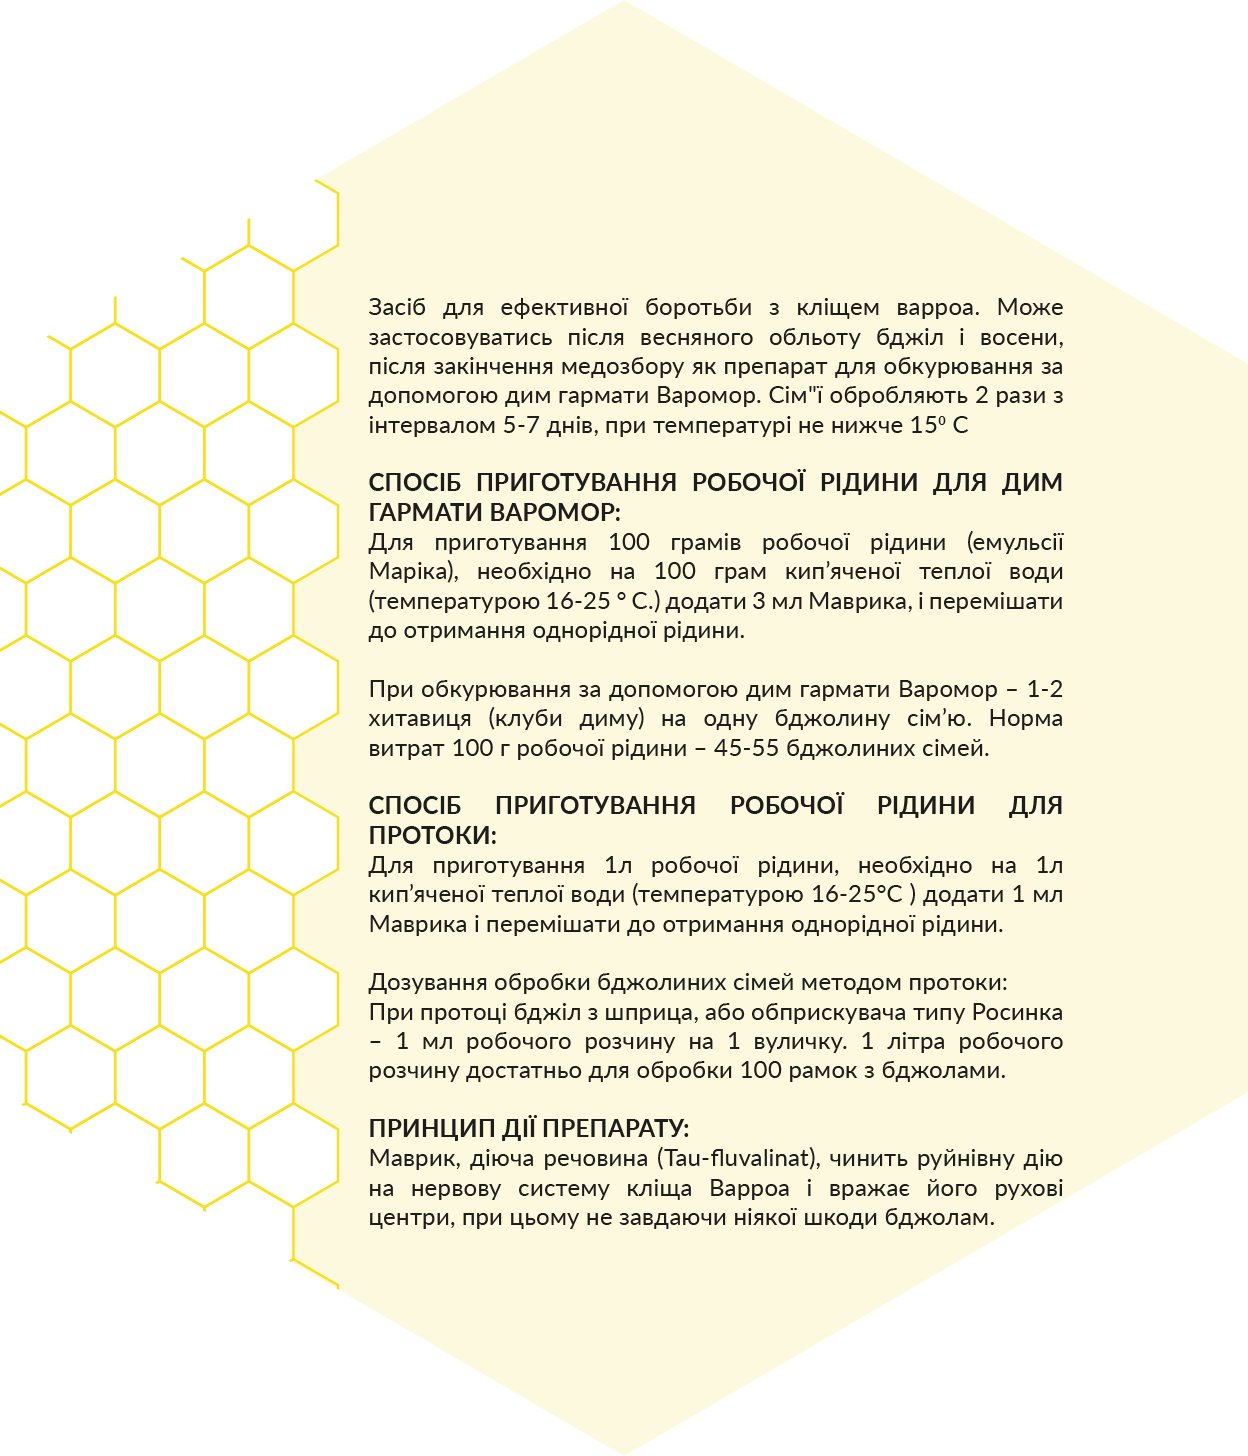 Засіб для ефективної боротьби з кліщем варроа. Може
застосовуватись після весняного обльоту бджіл і восени,
після закінчення медозбору як препарат для обкурювання за
допомогою дим гармати Варомор. Сім"ї обробляють 2 рази з
інтервалом 5-7 днів, при температурі не нижче 15⁰ С
СПОСІБ ПРИГОТУВАННЯ РОБОЧОЇ РІДИНИ ДЛЯ ДИМ
ГАРМАТИ ВАРОМОР:
Для приготування 100 грамів робочої рідини (емульсії
Маріка), необхідно на 100 грам кип’яченої теплої води
(температурою 16-25 ° С.) додати 3 мл Маврика, і перемішати
до отримання однорідної рідини.
При обкурювання за допомогою дим гармати Варомор – 1-2
хитавиця (клуби диму) на одну бджолину сім’ю. Норма
витрат 100 г робочої рідини – 45-55 бджолиних сімей.
СПОСІБ ПРИГОТУВАННЯ РОБОЧОЇ РІДИНИ ДЛЯ
ПРОТОКИ:
Для приготування 1л робочої рідини, необхідно на 1л
кип’яченої теплої води (температурою 16-25°С ) додати 1 мл
Маврика і перемішати до отримання однорідної рідини.
Дозування обробки бджолиних сімей методом протоки:
При протоці бджіл з шприца, або обприскувача типу Росинка
– 1 мл робочого розчину на 1 вуличку. 1 літра робочого
розчину достатньо для обробки 100 рамок з бджолами.
ПРИНЦИП ДІЇ ПРЕПАРАТУ:
Маврик, діюча речовина (Tau-fluvalinat), чинить руйнівну дію
на нервову систему кліща Варроа і вражає його рухові
центри, при цьому не завдаючи ніякої шкоди бджолам.